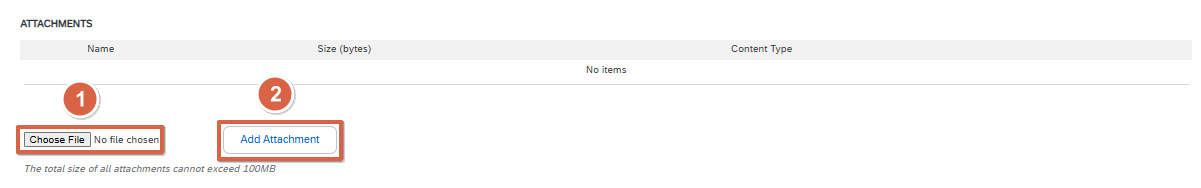 ATTACHMENTS
Name Size (bytes) Content Type
No items
1 2
Choose File No file chosen Add Attachment
The total size of all attachments cannot exceed 100MB